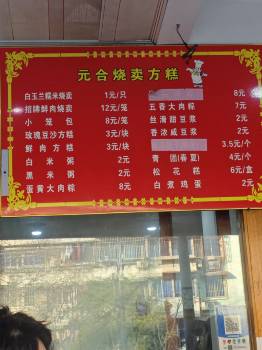 元合烧卖方糕
白玉兰糯米烧卖 1元/只
招牌鲜肉烧卖 12元/笼
小笼包 8元/笼
玫瑰豆沙方糕 3元/块
鲜肉方糕 3元/块
白米粥 2元
黑米粥 2元
蛋黄大肉粽 8元
8元
五香大肉粽 7元
丝滑甜豆浆 2元
香浓咸豆浆 3元
3.5元/个
青团(春夏) 4元/个
松花糕 6元/盒
白煮鸡蛋 2元